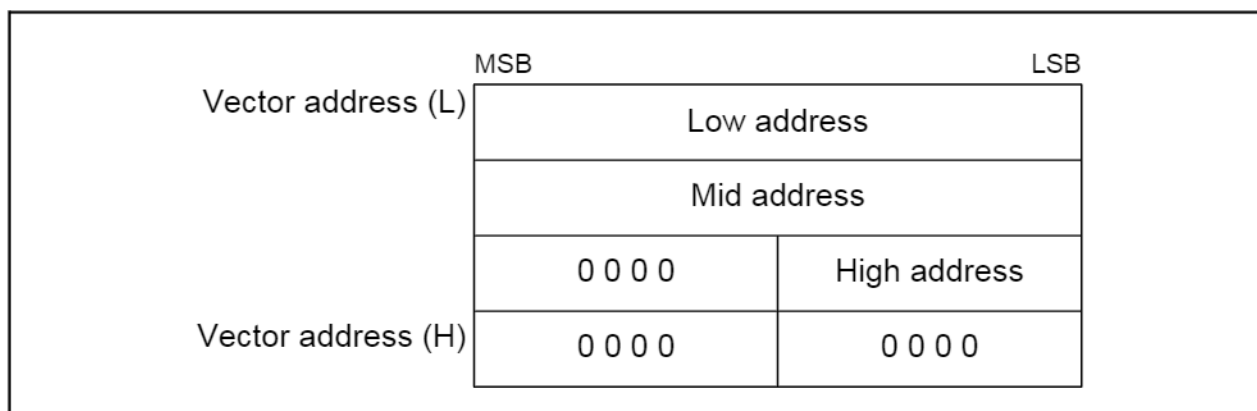 MSB LSB
Vector address (L)
Low address
Mid address
0 0 0 0 High address
Vector address (H)
0 0 0 0 0 0 0 0